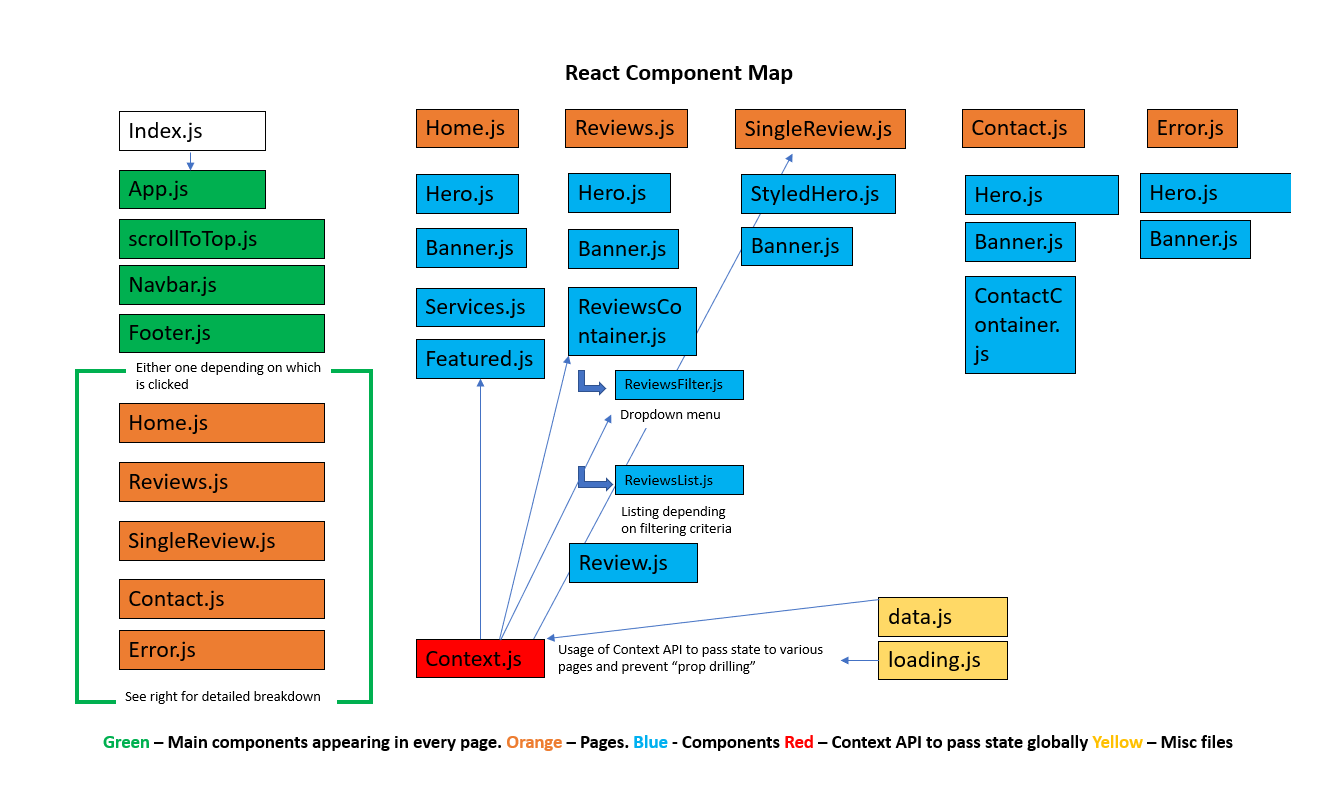 React Component Map
Index.js
App.js
scrollToTop.js
Navbar.js
Footer.js
Either one depending on which
is clicked
Home.js
Reviews.js
SingleReview.js
Contact.js
Error.js
See right for detailed breakdown
Home.js
Hero.js
Banner.js
Services.js
Featured.js
Reviews.js
Hero.js
Banner.js
ReviewsCo
ntainer.js
ReviewsFilter.js
Dropdown menu
ReviewsList.js
Listing depending
on filtering criteria
Review.js
SingleReview.js
StyledHero.js
Banner.js
Contact.js
Hero.js
Banner.js
ContactC
ontainer.
js
Error.js
Hero.js
Banner.js
Context.js
Usage of Context API to pass state to various
pages and prevent “prop drilling”
data.js
loading.js
Green – Main components appearing in every page. Orange – Pages. Blue - Components Red – Context API to pass state globally Yellow – Misc files